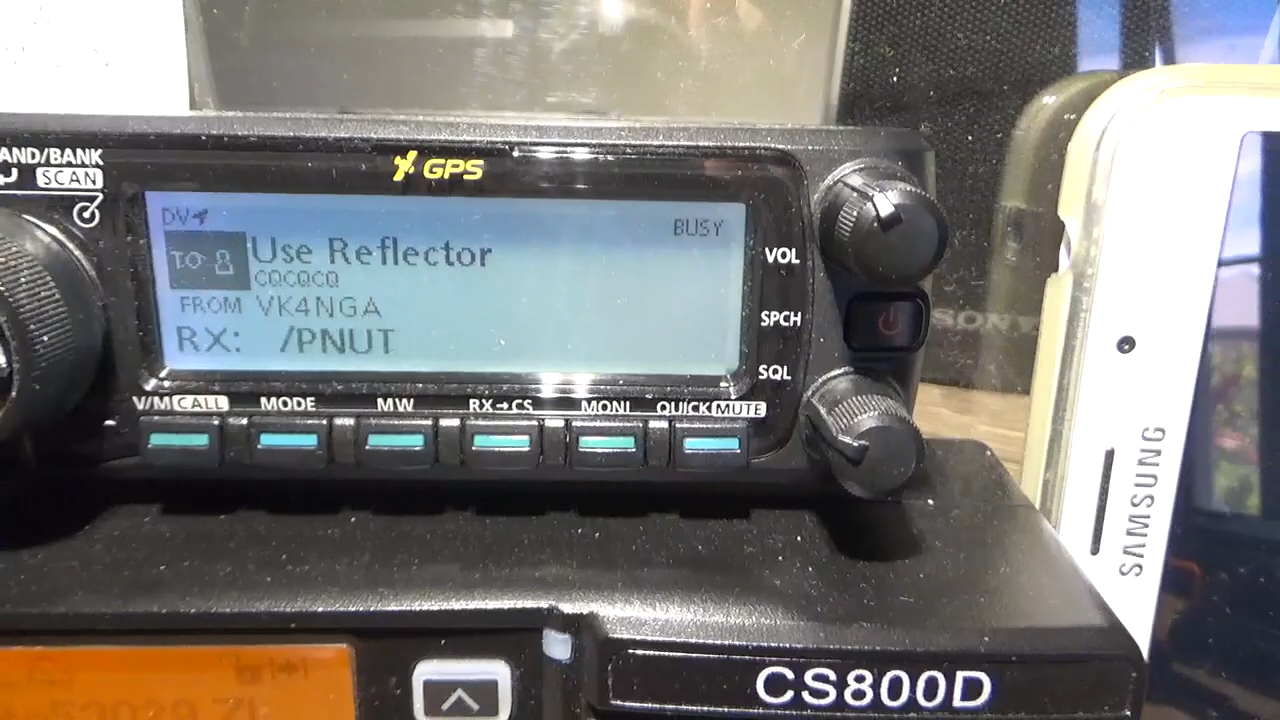 AND/BANK
SCAN
GPS
DV
BUSY
TO
Use Reflector
CQCQCQ
FROM VK4NGA
RX: /PNUT
VOL
SPCH
SQL
V/M CALL MODE MW RX→CS MONI QUICK MUTE
SONY
SAMSUNG
CS800D